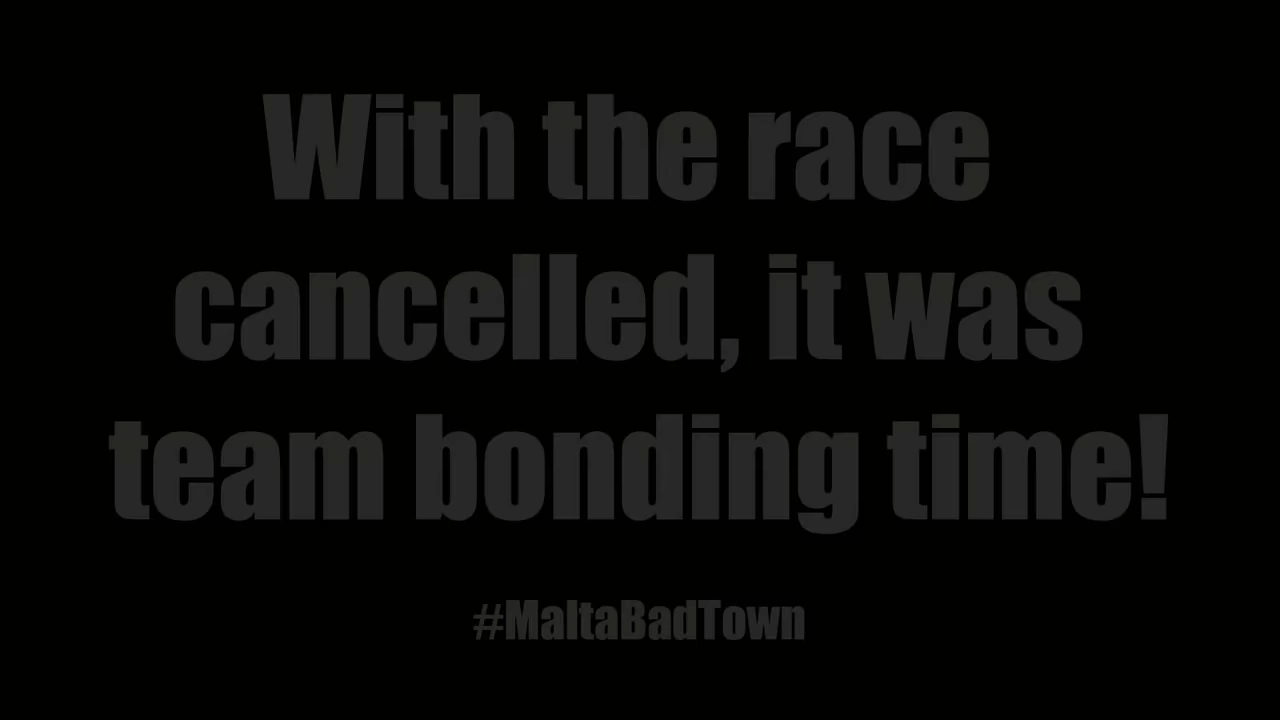 With the race
cancelled, it was
team bonding time!
#MaltaBadTown